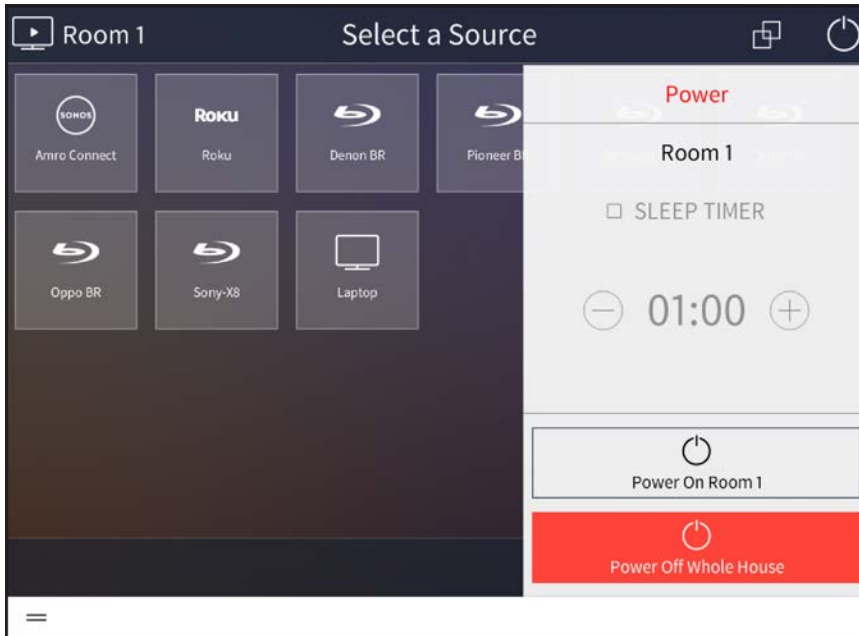 Room 1
Select a Source
SONOS
Amro Connect
ROKU
Roku
Denon BR
Pioneer B
Oppo BR
Sony-X8
Laptop
Power
Room 1
SLEEP TIMER
01:00
Power On Room 1
Power Off Whole House